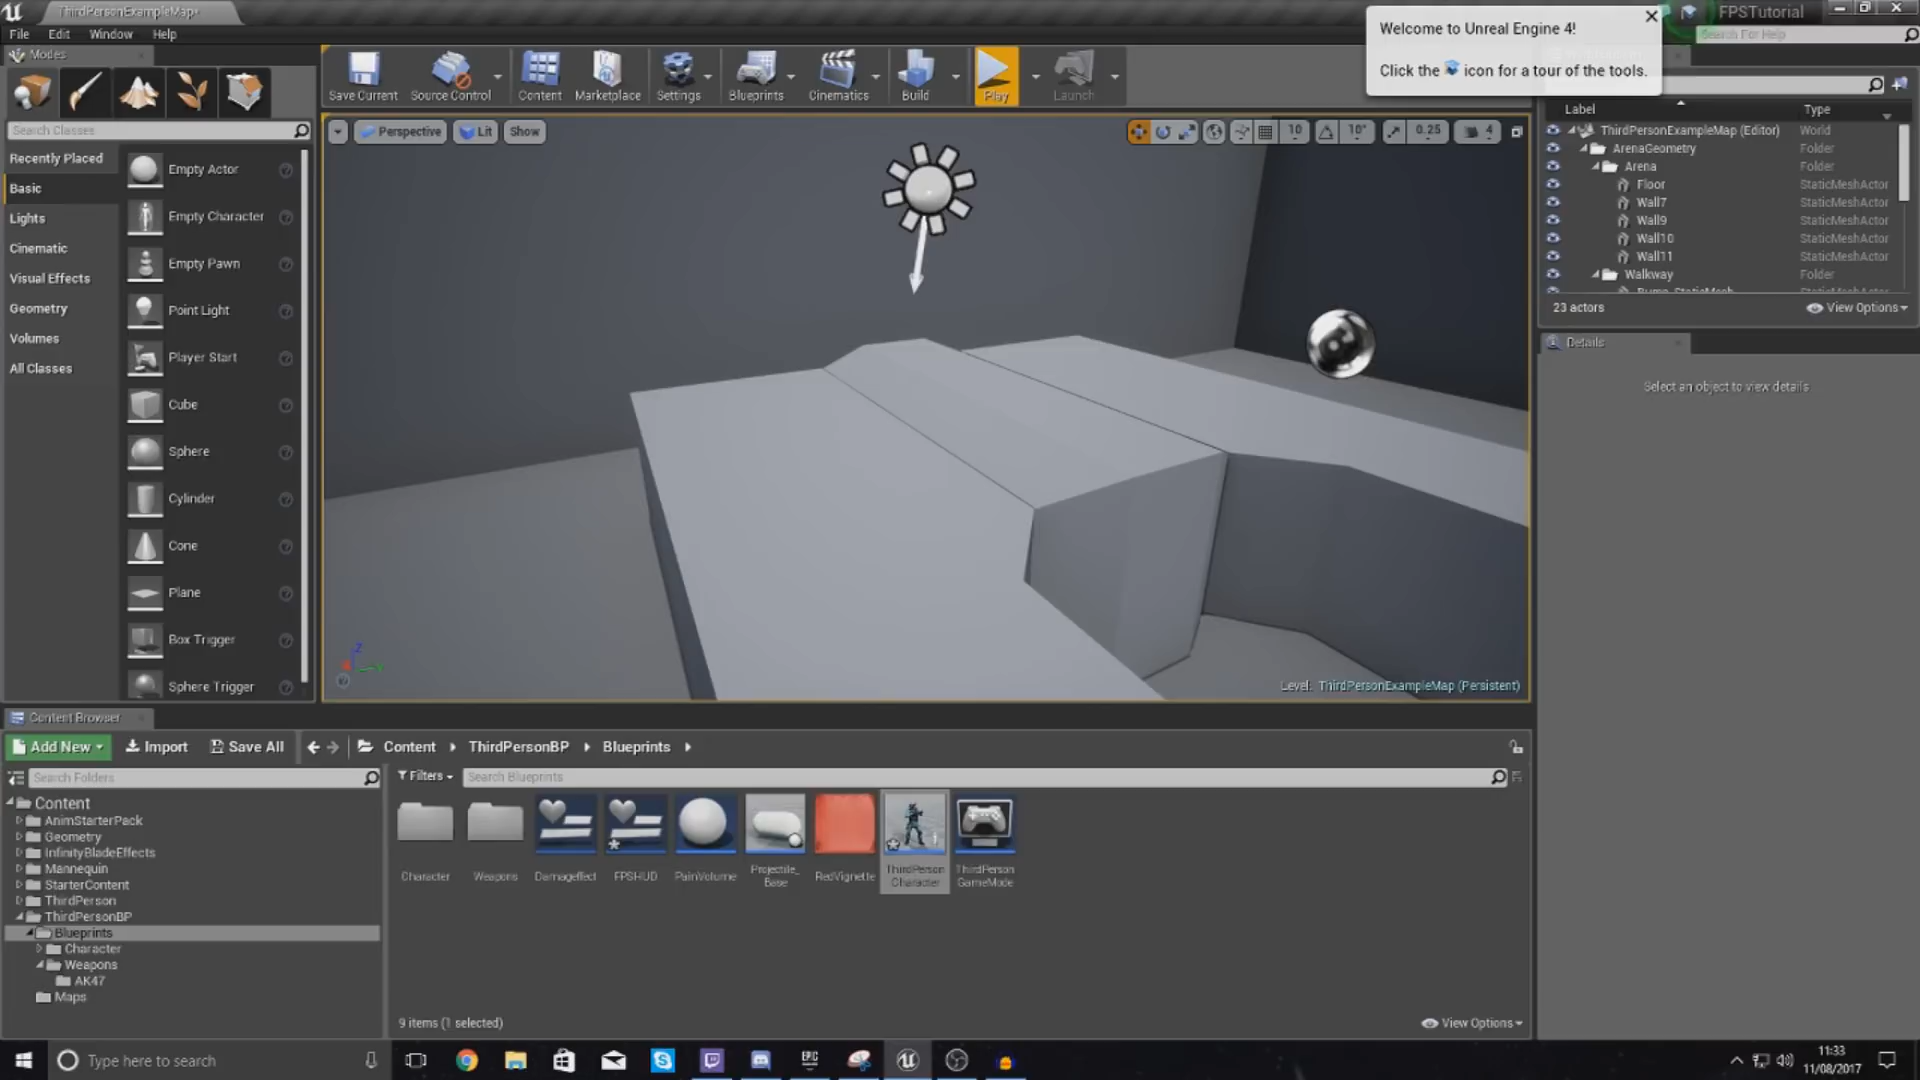 ThirdPersonExampleMap*
FPSTutorial
File Edit Window Help
Search For Help
Welcome to Unreal Engine 4!
Click the icon for a tour of the tools.
Modes
Save Current
Source Control
Content
Marketplace
Settings
Blueprints
Cinematics
Build
Play
Launch
Search Classes
Recently Placed
Basic
Lights
Cinematic
Visual Effects
Geometry
Volumes
All Classes
Empty Actor
Empty Character
Empty Pawn
Point Light
Player Start
Cube
Sphere
Cylinder
Cone
Plane
Box Trigger
Sphere Trigger
Perspective Lit Show
10 10° 0.25 4
Level: ThirdPersonExampleMap (Persistent)
Label Type
ThirdPersonExampleMap (Editor) World
ArenaGeometry Folder
Arena Folder
Floor StaticMeshActor
Wall7 StaticMeshActor
Wall9 StaticMeshActor
Wall10 StaticMeshActor
Wall11 StaticMeshActor
Walkway Folder
23 actors View Options
Details
Select an object to view details
Content Browser
Add New Import Save All Content ThirdPersonBP Blueprints
Search Folders
Filters Search Blueprints
Content
AnimStarterPack
Geometry
InfinityBladeEffects
Mannequin
StarterContent
ThirdPerson
ThirdPersonBP
Blueprints
Character
Weapons
AK47
Maps
Character
Weapons
Damageffect
FPSHUD
PainVolume
Projectile_
Base
RedVignette
ThirdPerson
Character
ThirdPerson
GameMode
9 items (1 selected) View Options
Type here to search
EPIC
11:33
11/08/2017